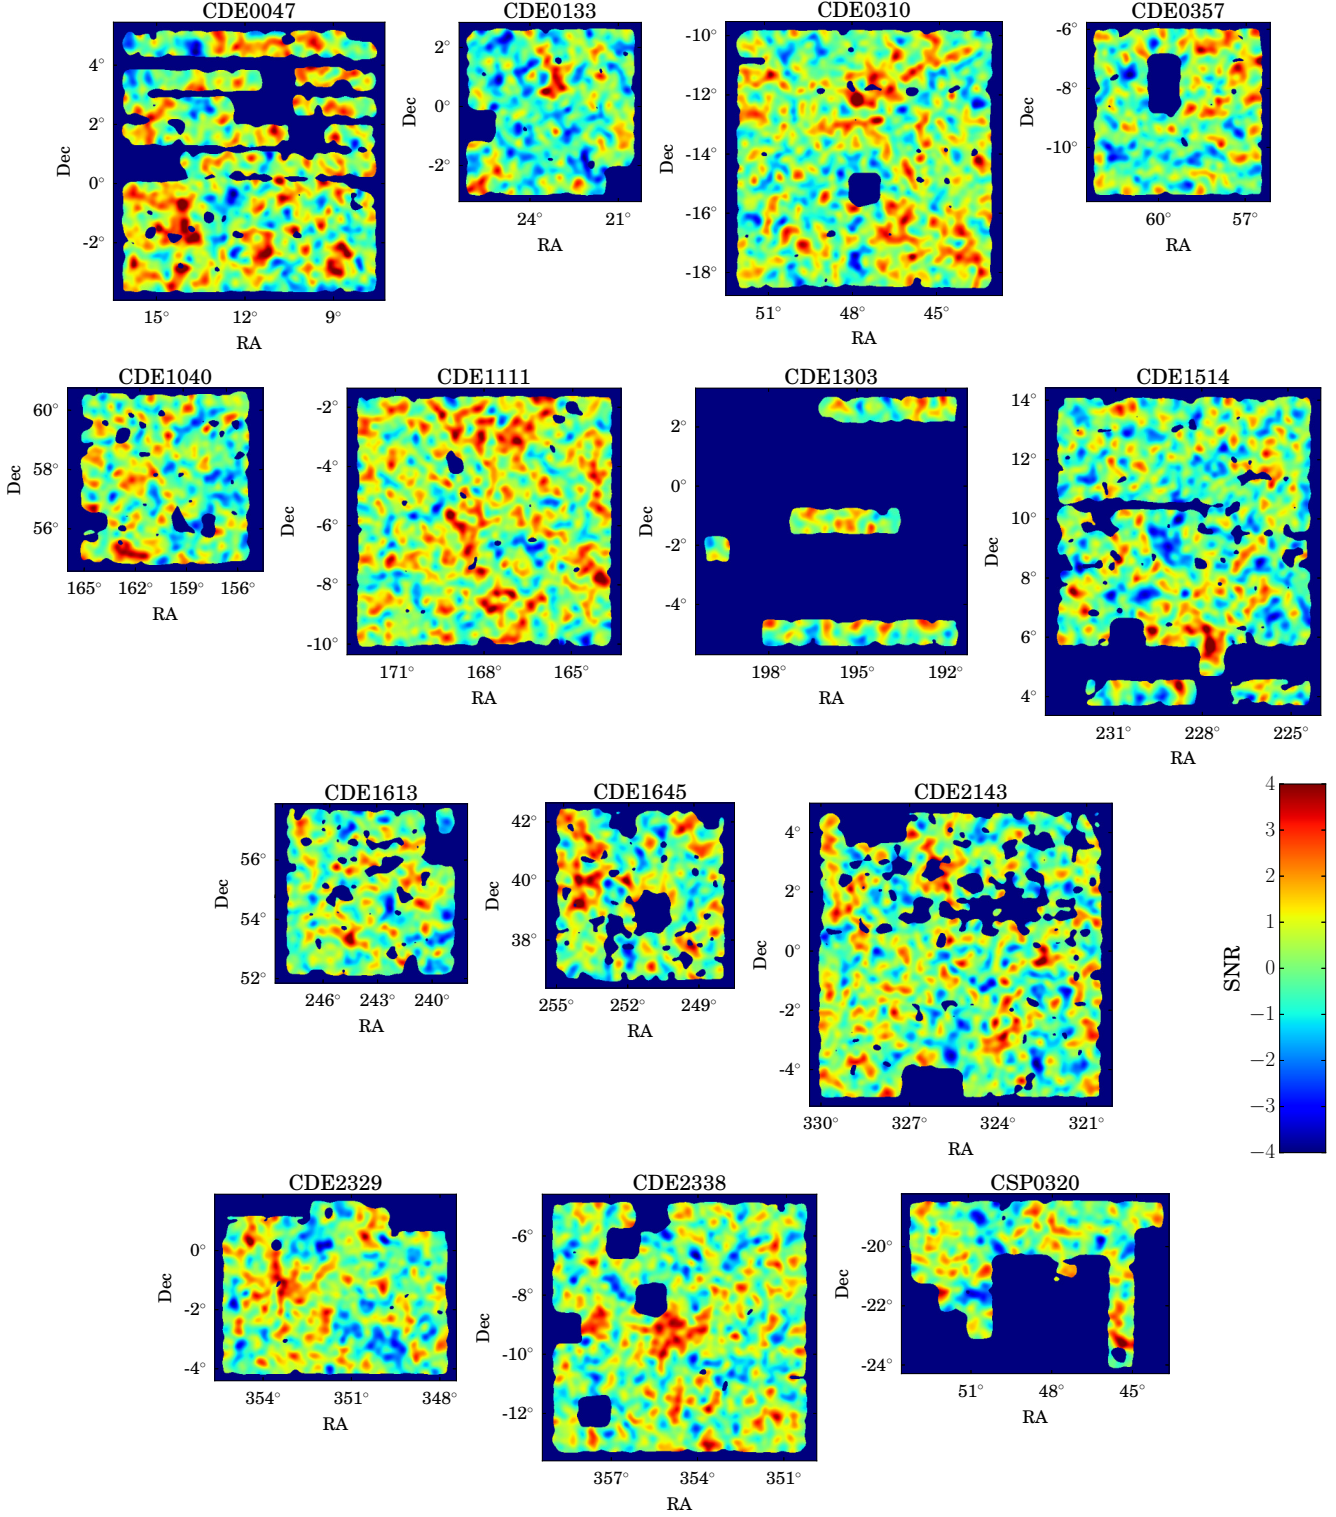 CDE0047
4°
2°
0°
-2°
Dec
15° 12° 9°
RA
CDE0133
2°
0°
-2°
Dec
24° 21°
RA
CDE0310
-10°
-12°
-14°
-16°
-18°
Dec
51° 48° 45°
RA
CDE0357
-6°
-8°
-10°
Dec
60° 57°
RA
CDE1040
60°
58°
56°
Dec
165° 162° 159° 156°
RA
CDE1111
-2°
-4°
-6°
-8°
-10°
Dec
171° 168° 165°
RA
CDE1303
2°
0°
-2°
-4°
Dec
198° 195° 192°
RA
CDE1514
14°
12°
10°
8°
6°
4°
Dec
231° 228° 225°
RA
CDE1613
56°
54°
52°
Dec
246° 243° 240°
RA
CDE1645
42°
40°
38°
Dec
255° 252° 249°
RA
CDE2143
4°
2°
0°
-2°
-4°
Dec
330° 327° 324° 321°
RA
SNR
4
3
2
1
0
−1
−2
−3
−4
CDE2329
0°
-2°
-4°
Dec
354° 351° 348°
RA
CDE2338
-6°
-8°
-10°
-12°
Dec
357° 354° 351°
RA
CSP0320
-20°
-22°
-24°
Dec
51° 48° 45°
RA